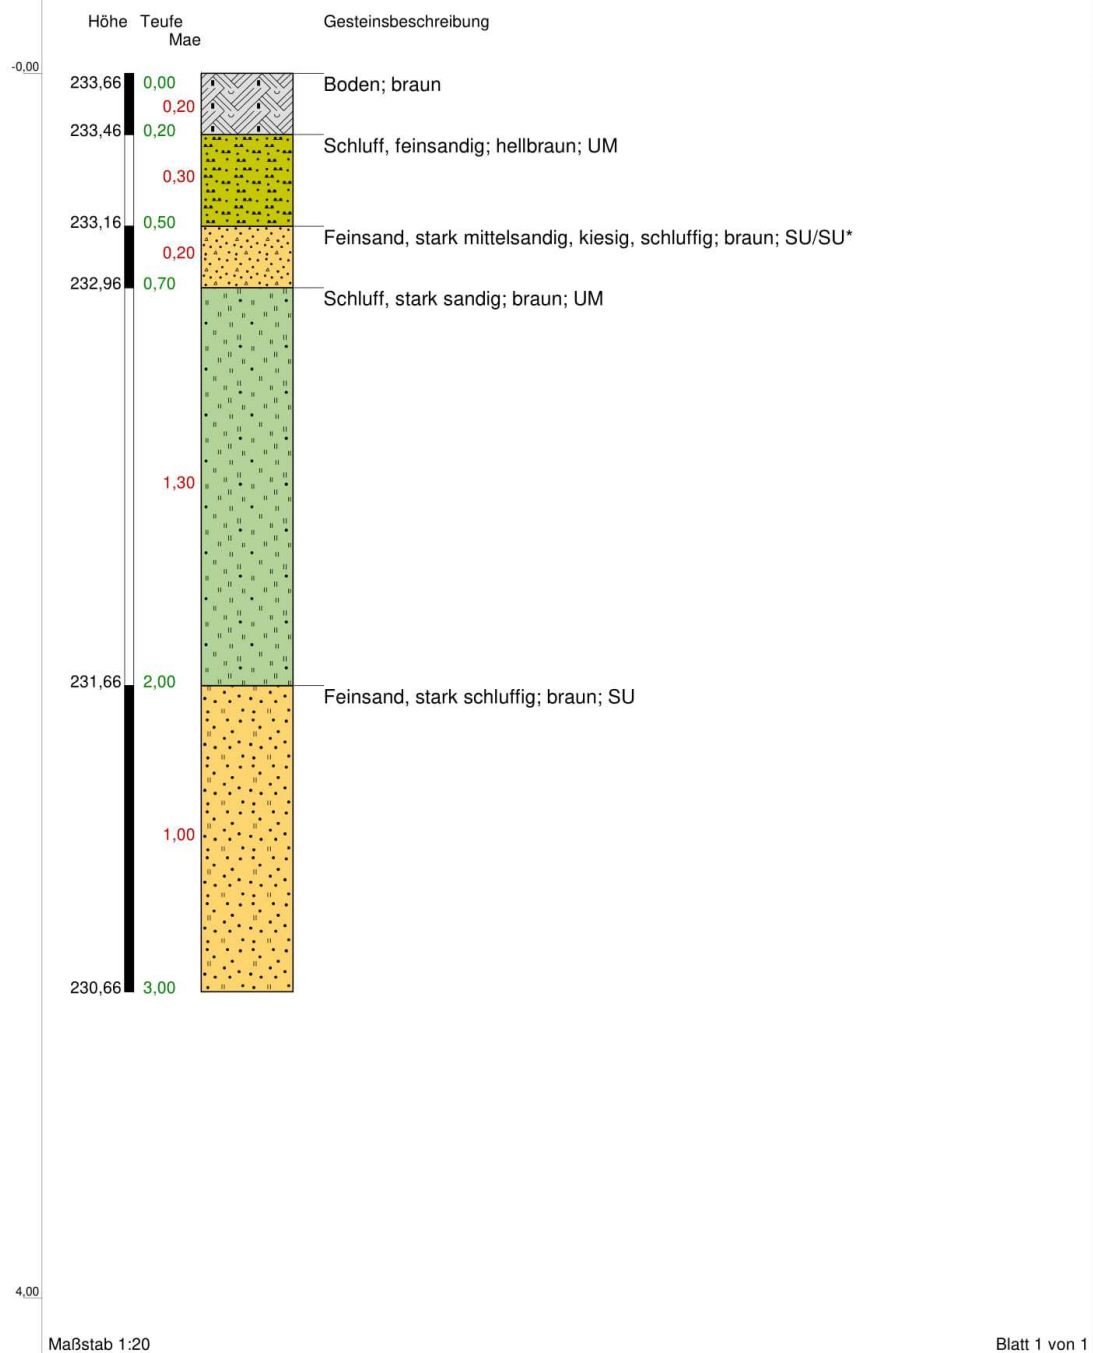 Höhe Teufe Gesteinsbeschreibung
Mae
-0,00
233,66 0,00 Boden; braun
0,20
233,46 0,20 Schluff, feinsandig; hellbraun; UM
0,30
233,16 0,50 Feinsand, stark mittelsandig, kiesig, schluffig; braun; SU/SU*
0,20
232,96 0,70 Schluff, stark sandig; braun; UM
1,30
231,66 2,00 Feinsand, stark schluffig; braun; SU
1,00
230,66 3,00
4,00
Maßstab 1:20 Blatt 1 von 1